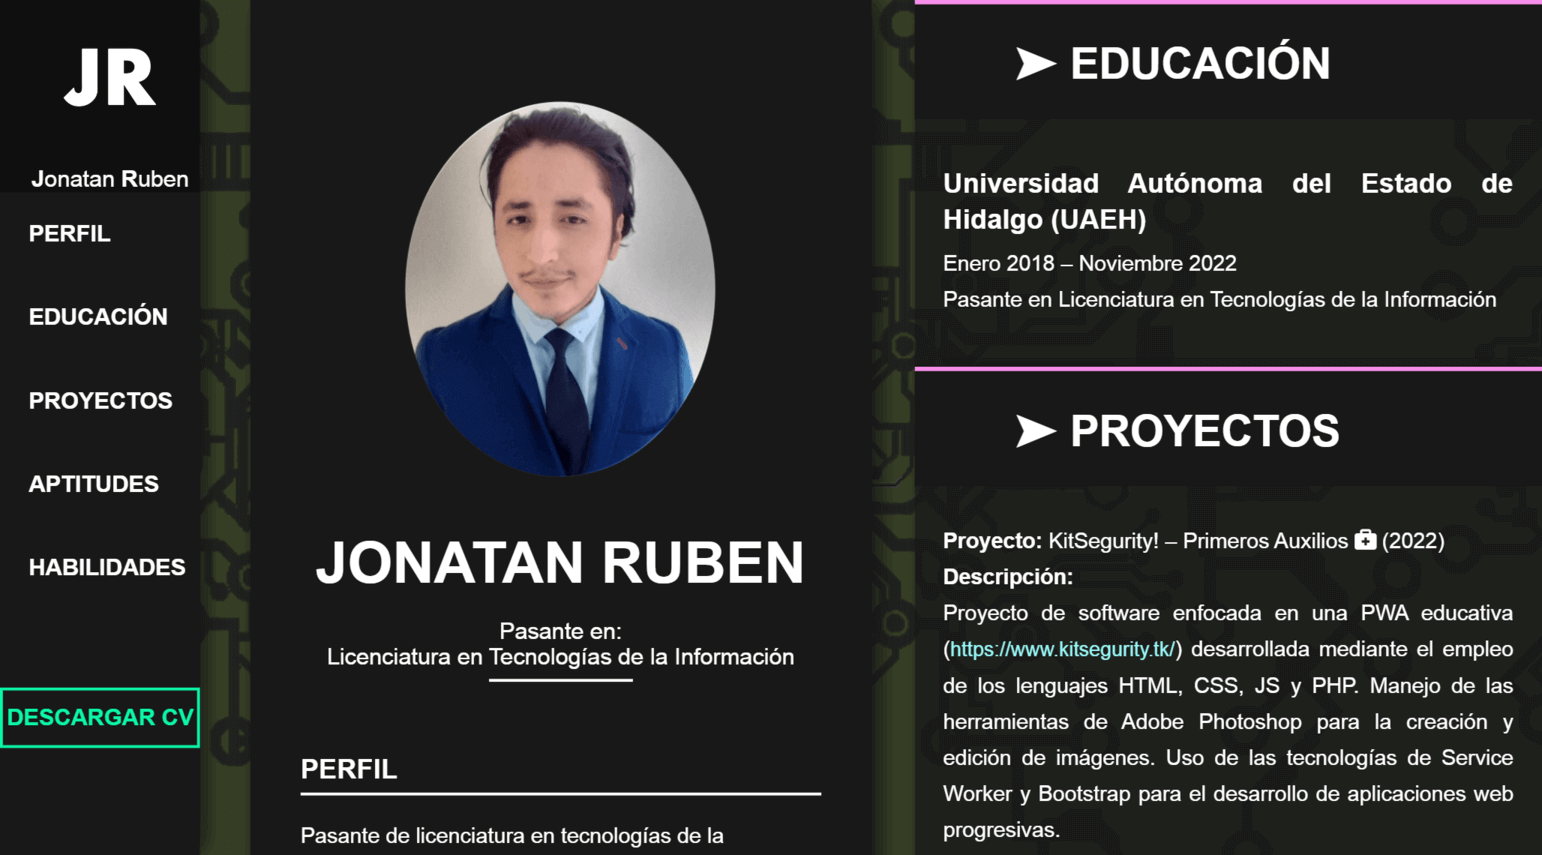 JR
Jonatan Ruben
PERFIL
EDUCACIÓN
PROYECTOS
APTITUDES
HABILIDADES
DESCARGAR CV
JONATAN RUBEN
Pasante en:
Licenciatura en Tecnologías de la Información
PERFIL
Pasante de licenciatura en tecnologías de la
EDUCACIÓN
Universidad Autónoma del Estado de
Hidalgo (UAEH)
Enero 2018 – Noviembre 2022
Pasante en Licenciatura en Tecnologías de la Información
PROYECTOS
Proyecto: KitSegurity! – Primeros Auxilios (2022)
Descripción:
Proyecto de software enfocada en una PWA educativa
(https://www.kitsegurity.tk/) desarrollada mediante el empleo
de los lenguajes HTML, CSS, JS y PHP. Manejo de las
herramientas de Adobe Photoshop para la creación y
edición de imágenes. Uso de las tecnologías de Service
Worker y Bootstrap para el desarrollo de aplicaciones web
progresivas.